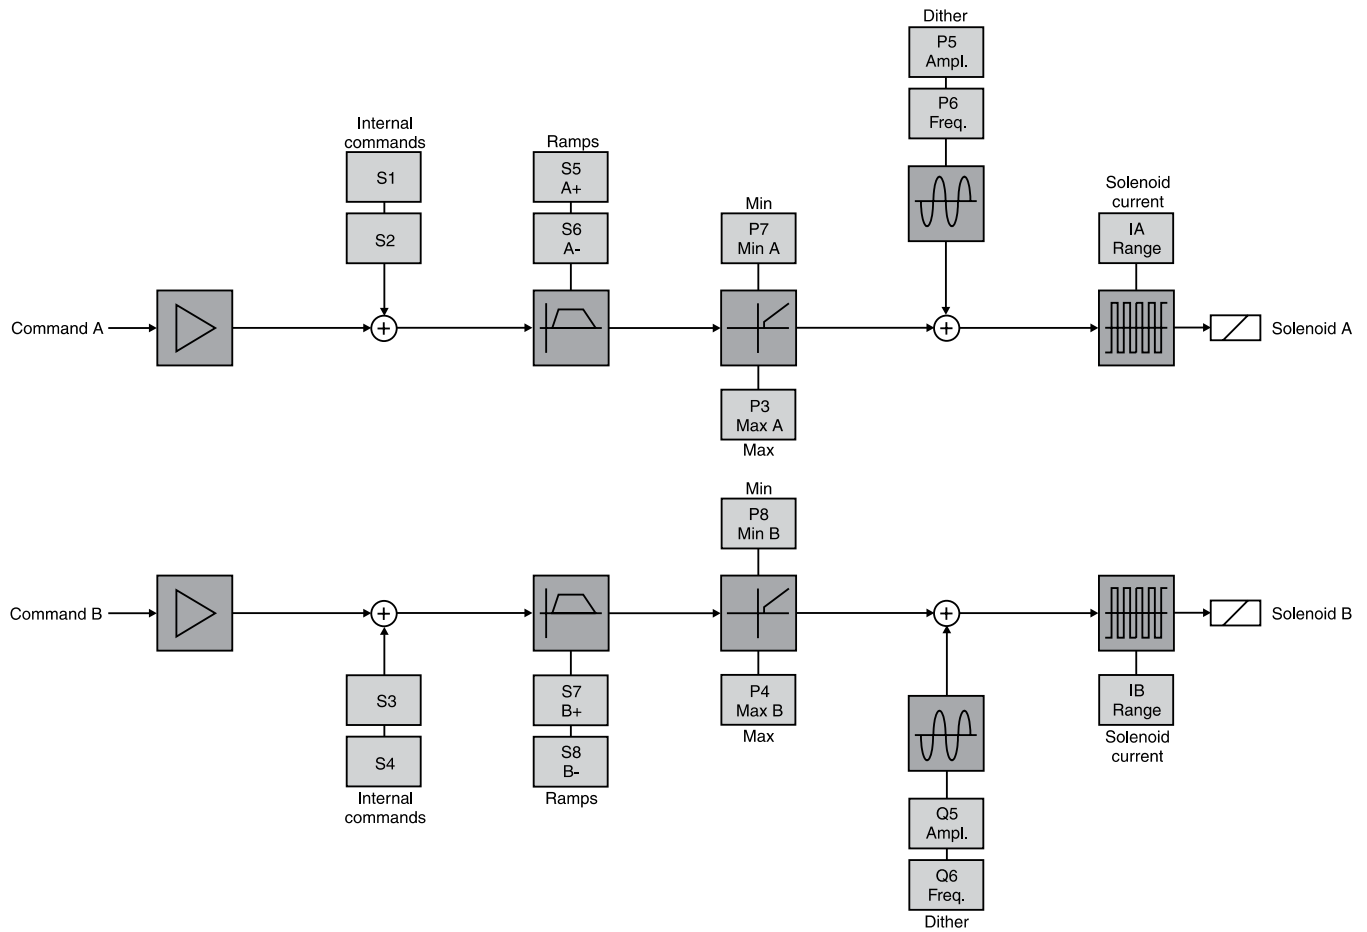 Dither
P5
Ampl.
P6
Freq.
Internal
commands
S1
S2
Ramps
S5
A+
S6
A-
Min
P7
Min A
Solenoid
current
IA
Range
Command A
+
+
Solenoid A
P3
Max A
Max
Min
P8
Min B
Command B
+
+
Solenoid B
S3
S4
Internal
commands
S7
B+
S8
B-
Ramps
P4
Max B
Max
IB
Range
Solenoid
current
Q5
Ampl.
Q6
Freq.
Dither